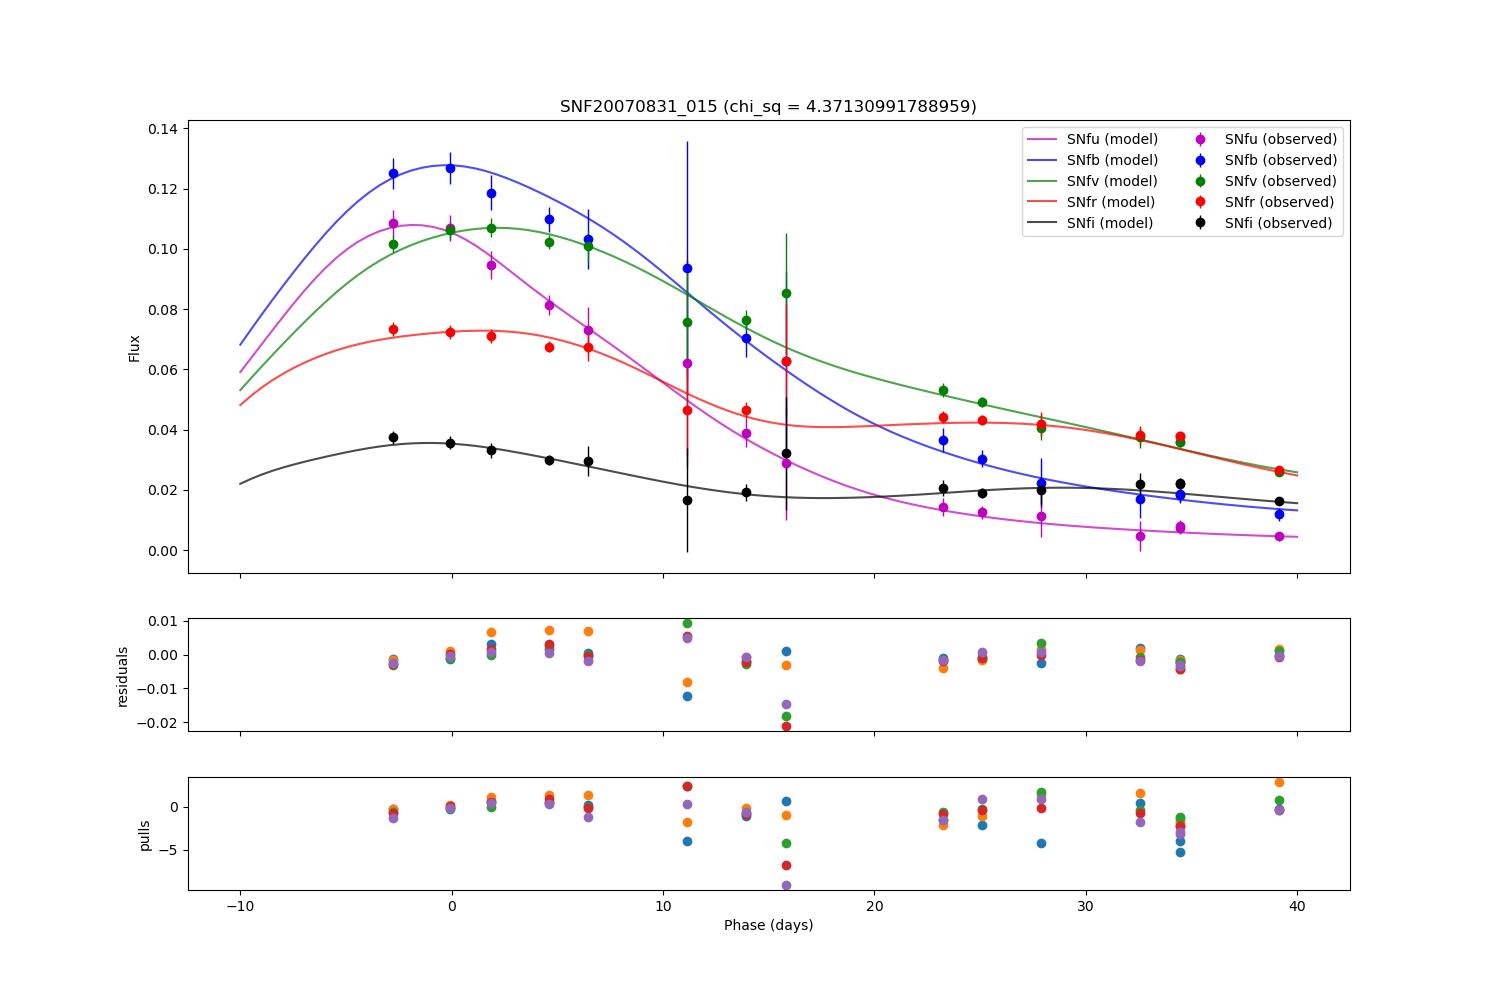 SNF20070831_015 (chi_sq = 4.37130991788959)
0.14
0.12
0.10
0.08
0.06
0.04
0.02
0.00
Flux
SNfu (model)
SNfb (model)
SNfv (model)
SNfr (model)
SNfi (model)
SNfu (observed)
SNfb (observed)
SNfv (observed)
SNfr (observed)
SNfi (observed)
0.01
0.00
−0.01
−0.02
residuals
0
−5
pulls
−10
0
10
20
30
40
Phase (days)